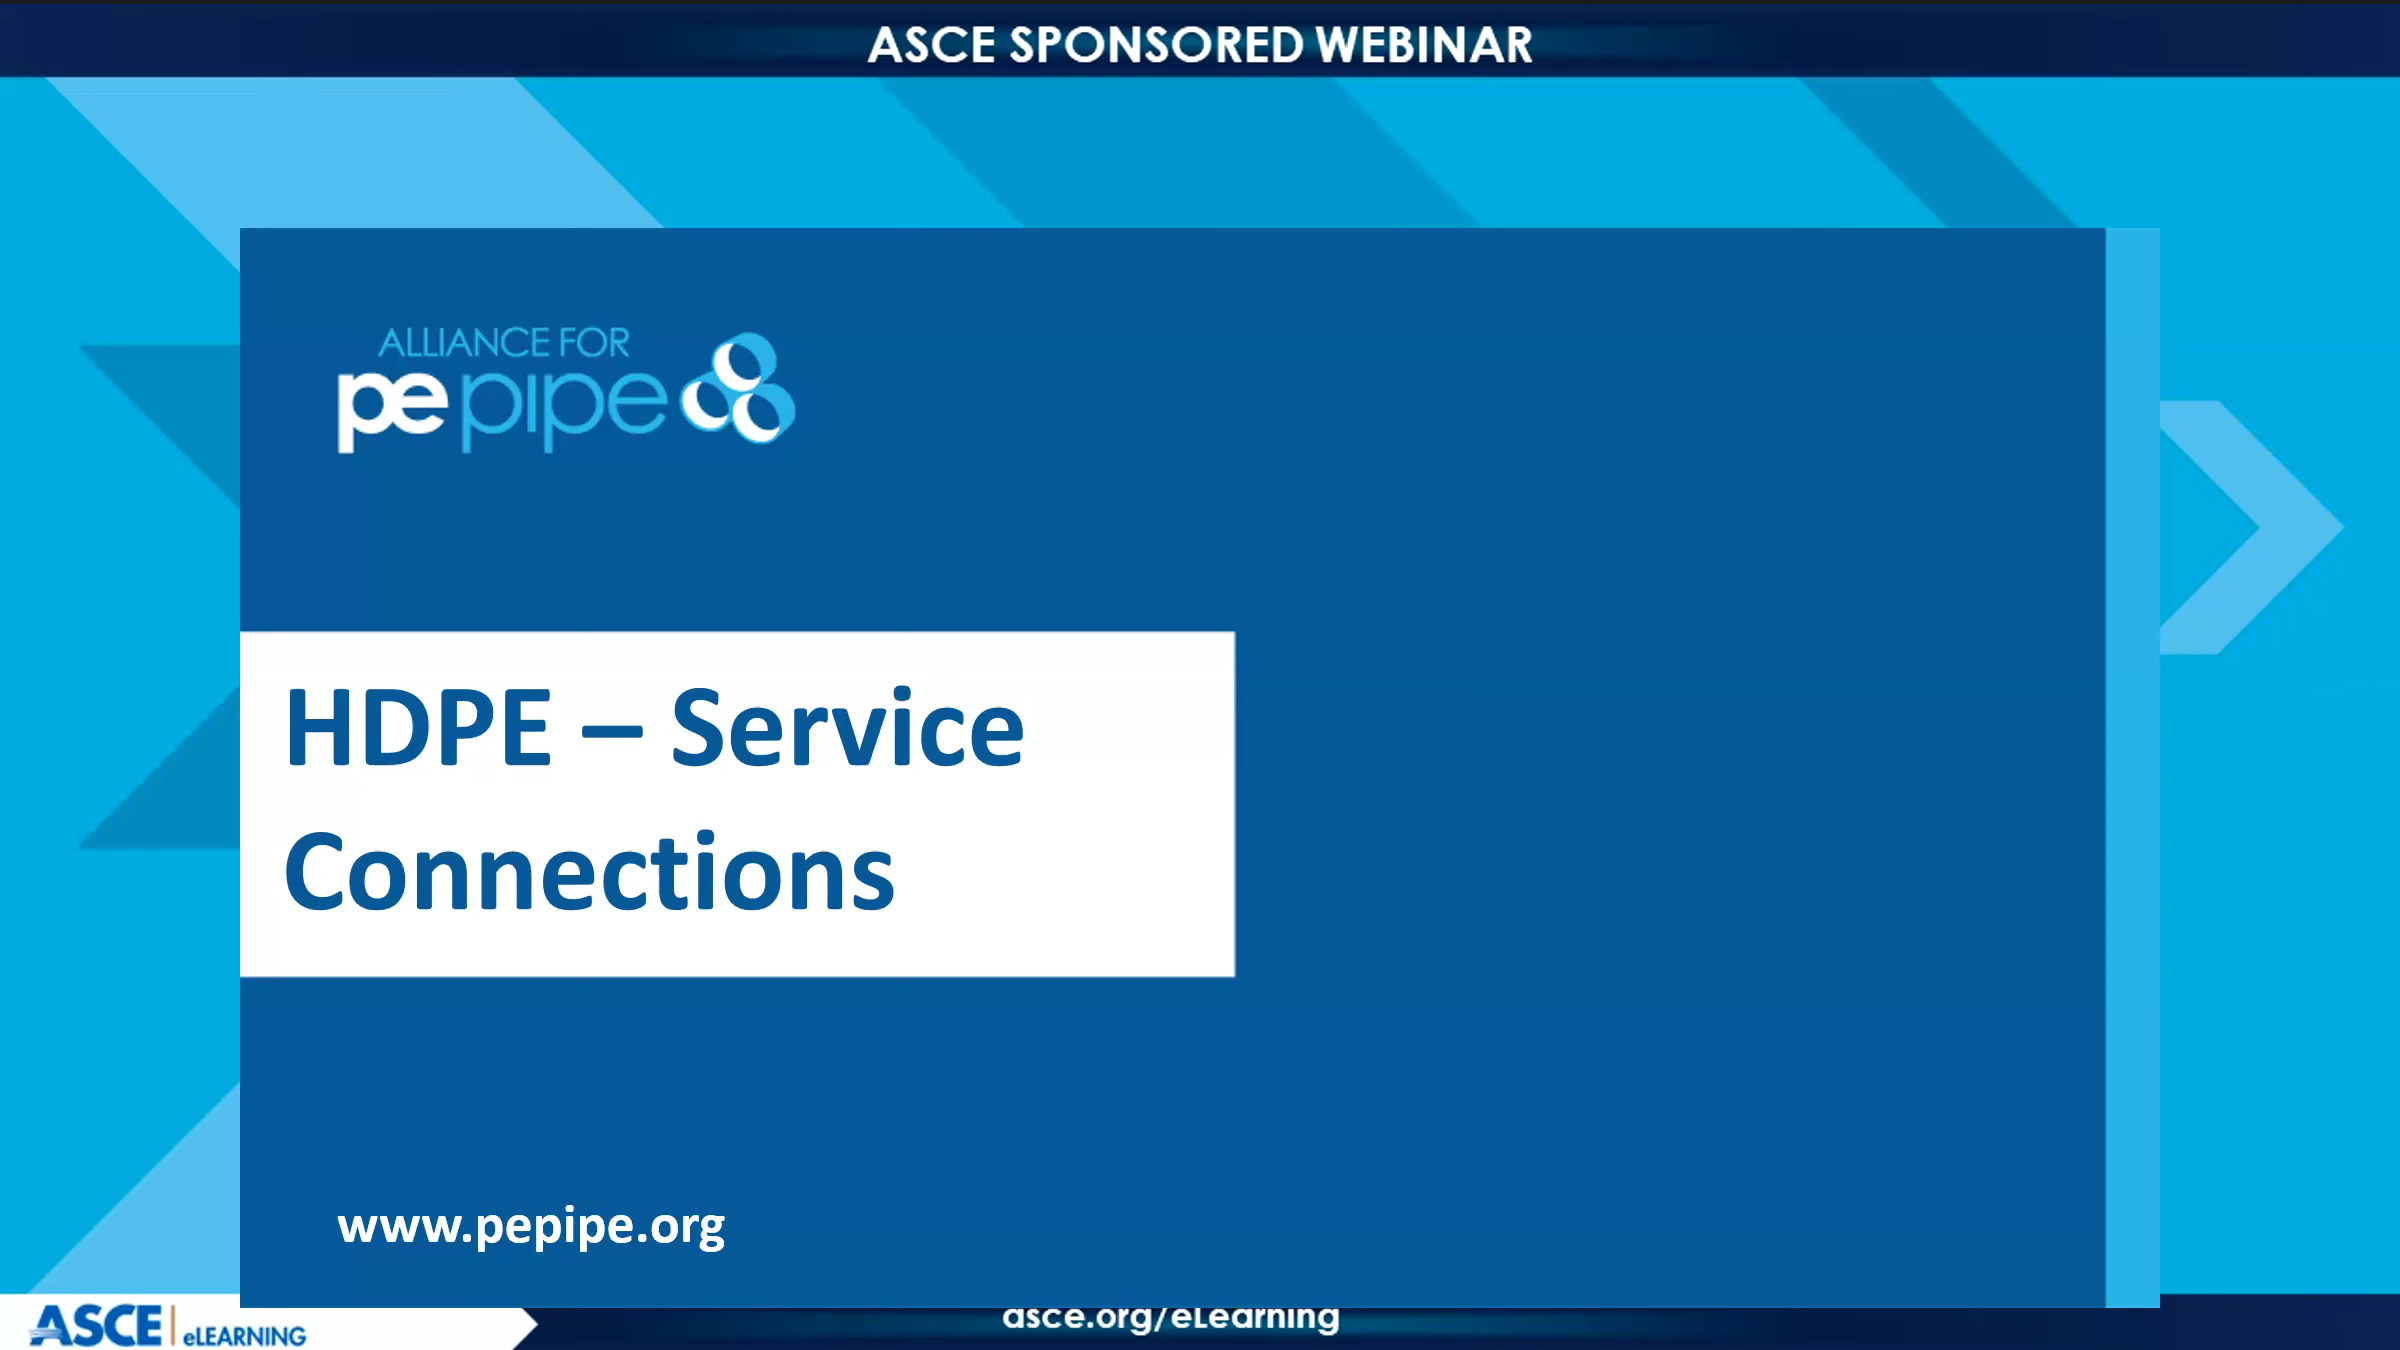 ASCE SPONSORED WEBINAR
ALLIANCE FOR
pe pipe
HDPE – Service
Connections
www.pepipe.org
asce.org/eLearning
ASCE | eLEARNING